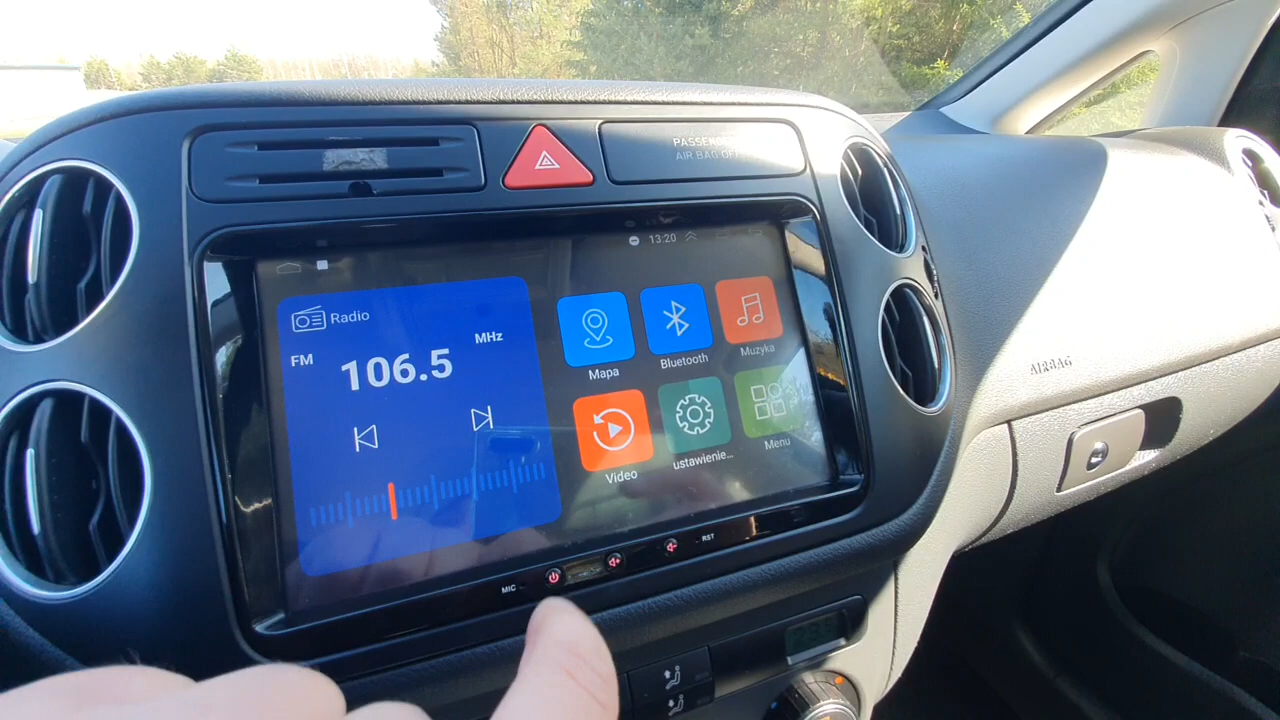 PASSENGER
AIR BAG OFF
13:20
Radio
FM
106.5
MHz
Mapa
Bluetooth
Muzyka
Video
ustawienie...
Menu
MIC
RST
AIRBAG